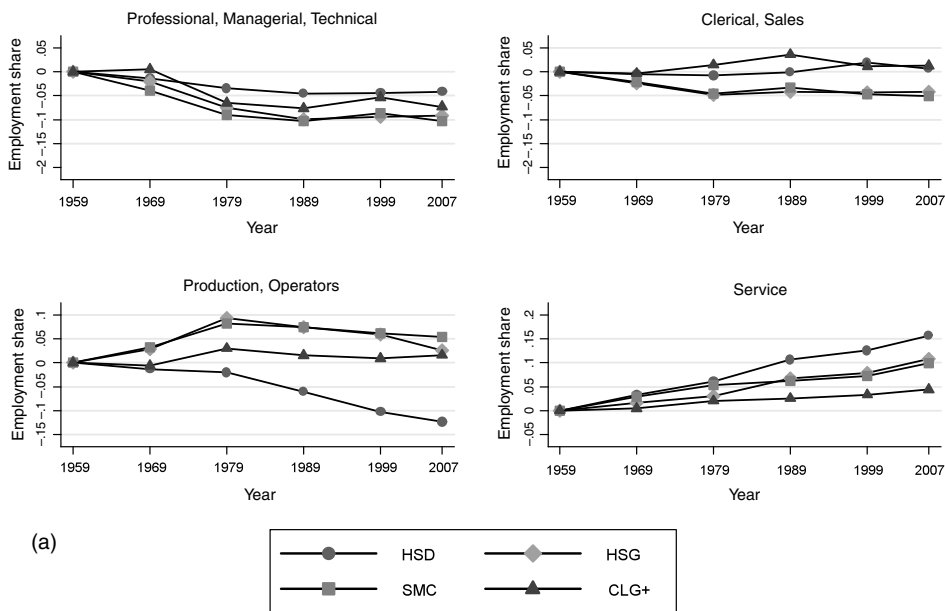 Professional, Managerial, Technical
Employment share
.05
0
-.05
-.1
-.15
-2
1959 1969 1979 1989 1999 2007
Year
Clerical, Sales
Employment share
.05
0
-.05
-.1
-.15
-2
1959 1969 1979 1989 1999 2007
Year
Production, Operators
Employment share
.1
.05
0
-.05
-.1
-.15
1959 1969 1979 1989 1999 2007
Year
Service
Employment share
.2
.15
.1
.05
0
-.05
1959 1969 1979 1989 1999 2007
Year
(a)
HSD HSG
SMC CLG+